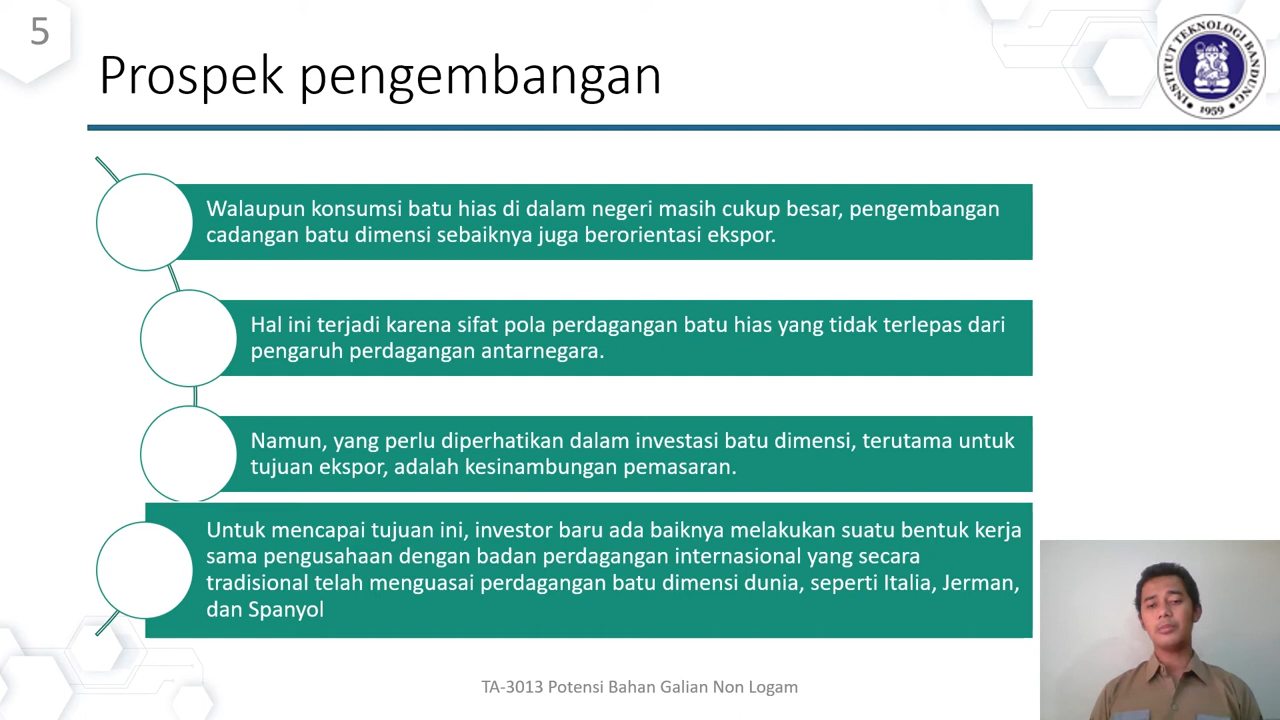 5
Prospek pengembangan
INSTITUT TEKNOLOGI BANDUNG
1959
Walaupun konsumsi batu hias di dalam negeri masih cukup besar, pengembangan
cadangan batu dimensi sebaiknya juga berorientasi ekspor.
Hal ini terjadi karena sifat pola perdagangan batu hias yang tidak terlepas dari
pengaruh perdagangan antarnegara.
Namun, yang perlu diperhatikan dalam investasi batu dimensi, terutama untuk
tujuan ekspor, adalah kesinambungan pemasaran.
Untuk mencapai tujuan ini, investor baru ada baiknya melakukan suatu bentuk kerja
sama pengusahaan dengan badan perdagangan internasional yang secara
tradisional telah menguasai perdagangan batu dimensi dunia, seperti Italia, Jerman,
dan Spanyol
TA-3013 Potensi Bahan Galian Non Logam